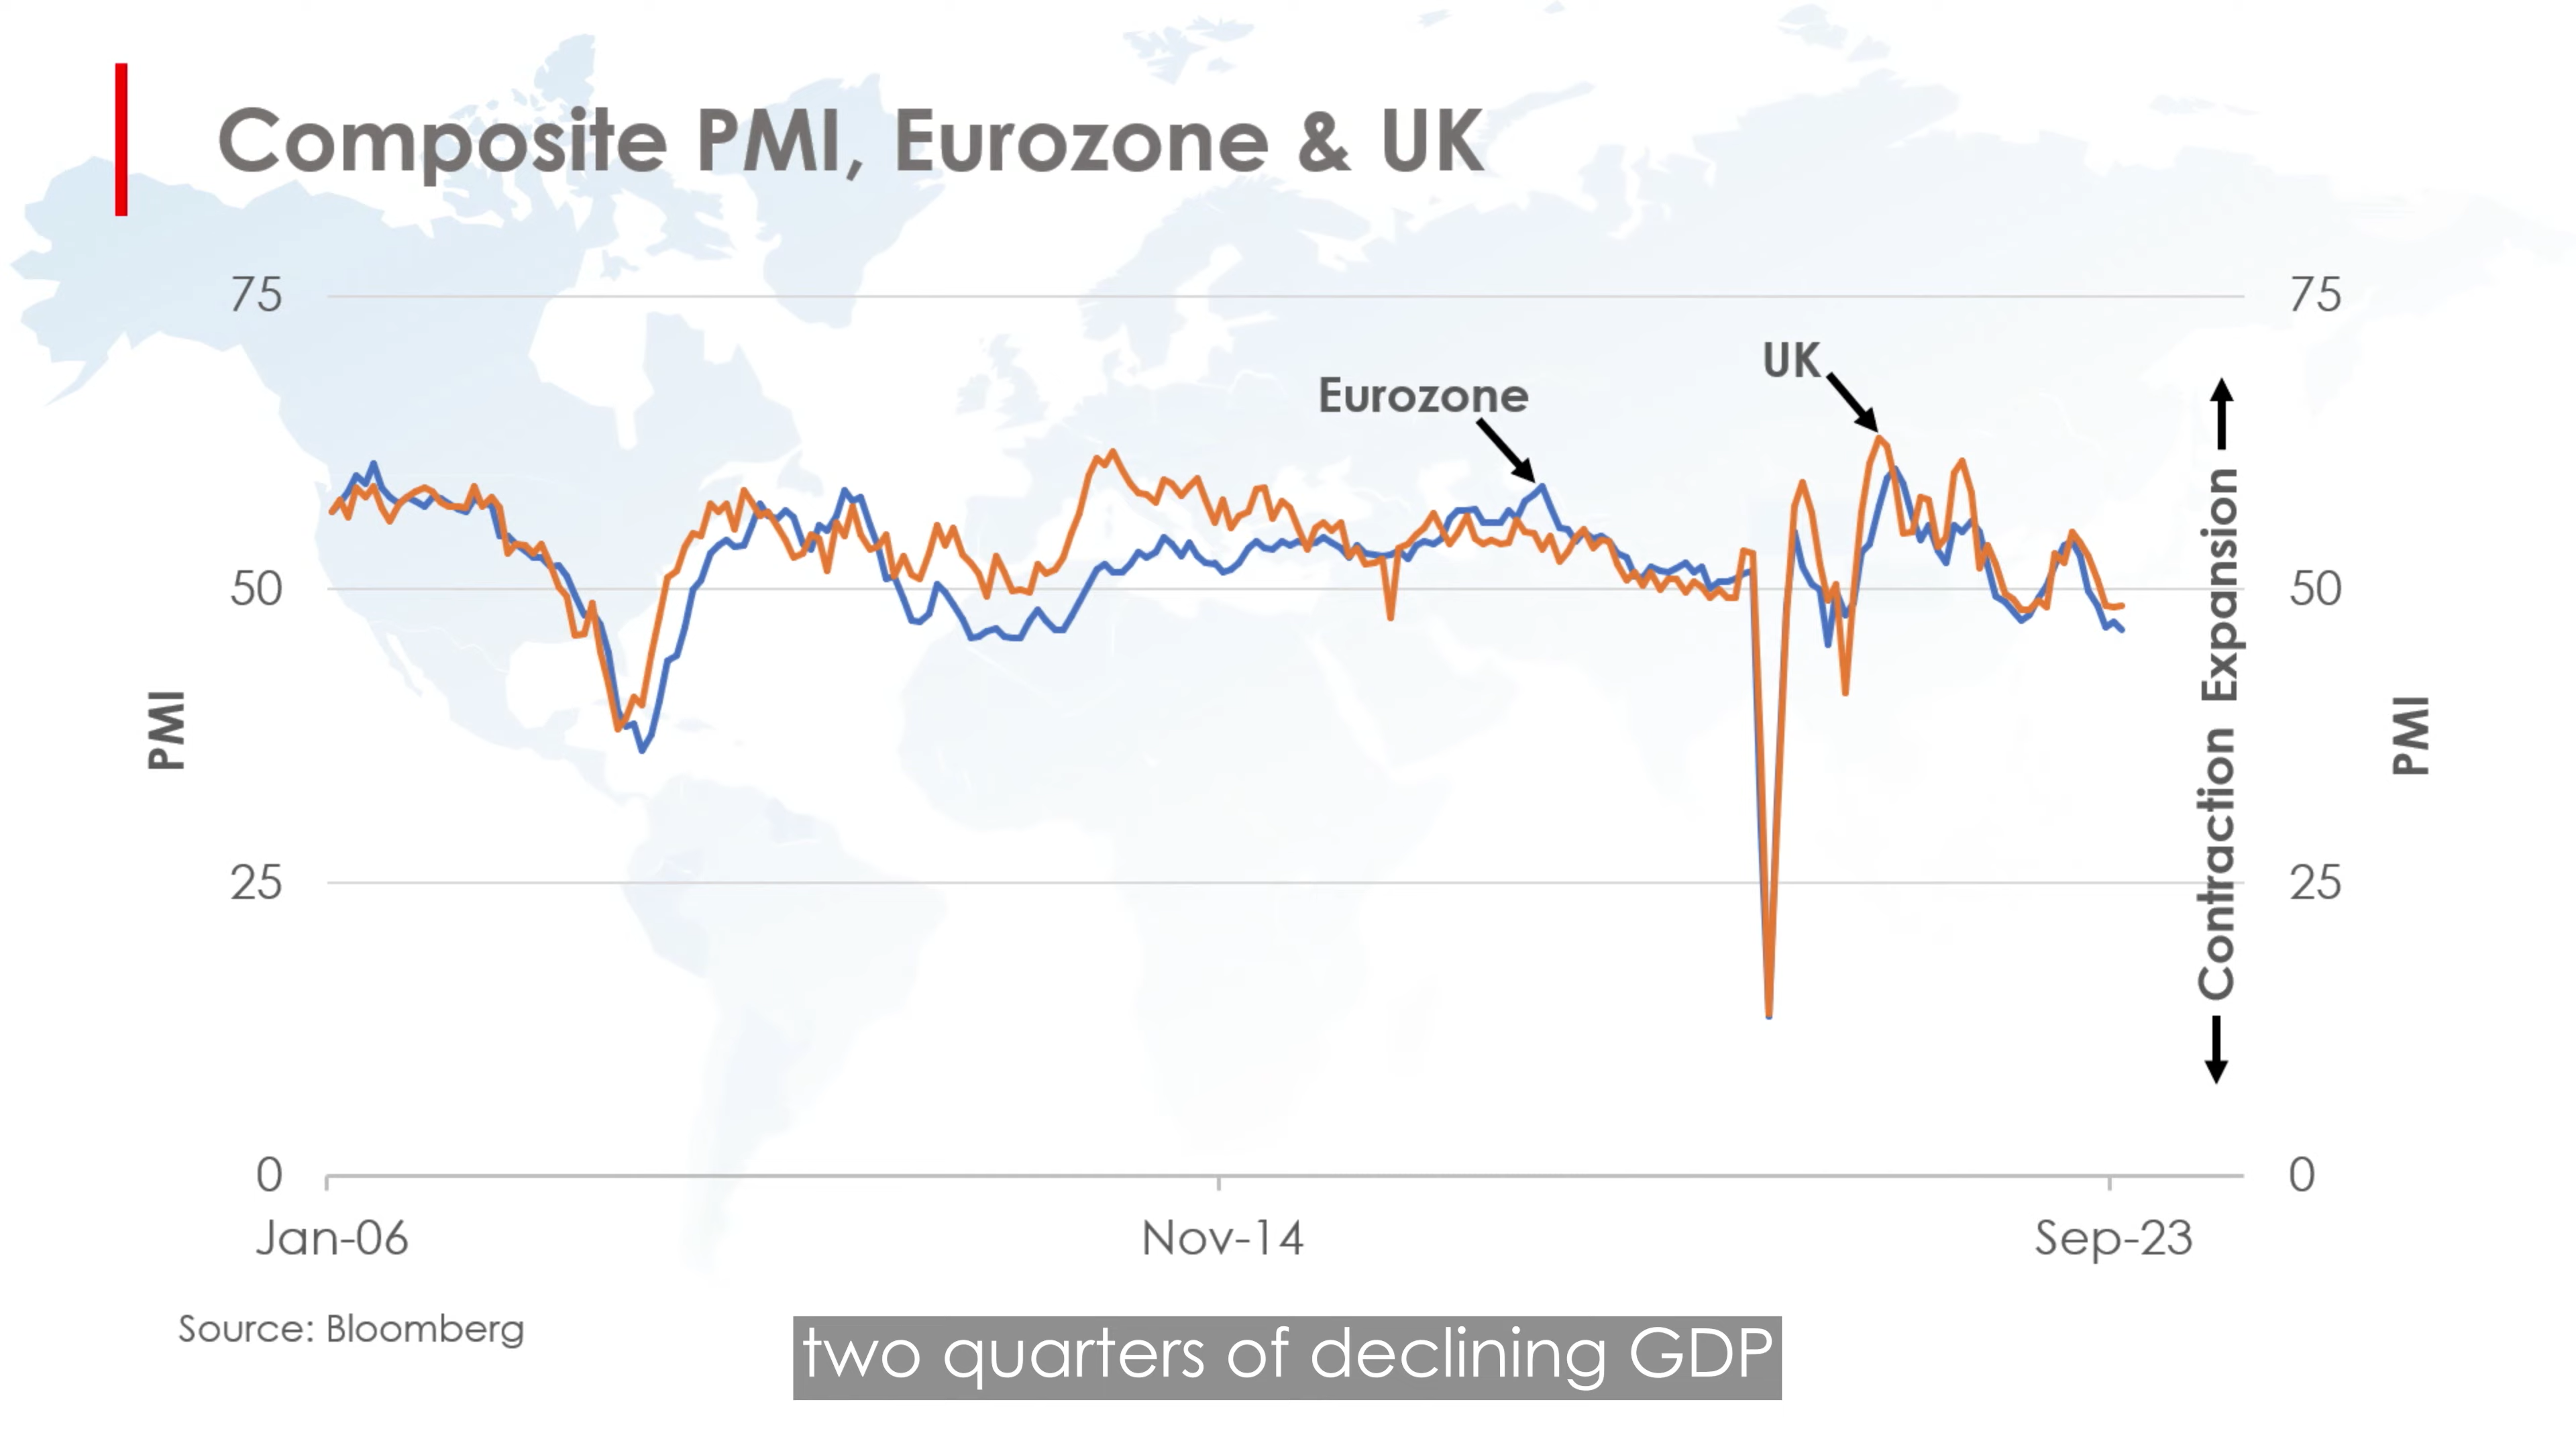 Composite PMI, Eurozone & UK
75
75
UK
Eurozone
50
50
Expansion
PMI
PMI
Contraction
25
25
0
0
Jan-06
Nov-14
Sep-23
Source: Bloomberg
two quarters of declining GDP